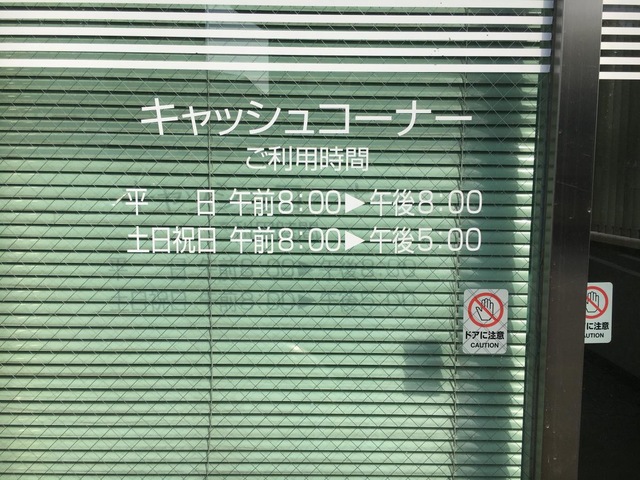 キャッシュコーナー
ご利用時間
平　　日 午前8:00▶午後8:00
土日祝日 午前8:00▶午後5:00
ドアに注意
CAUTION
アに注意
CAUTION